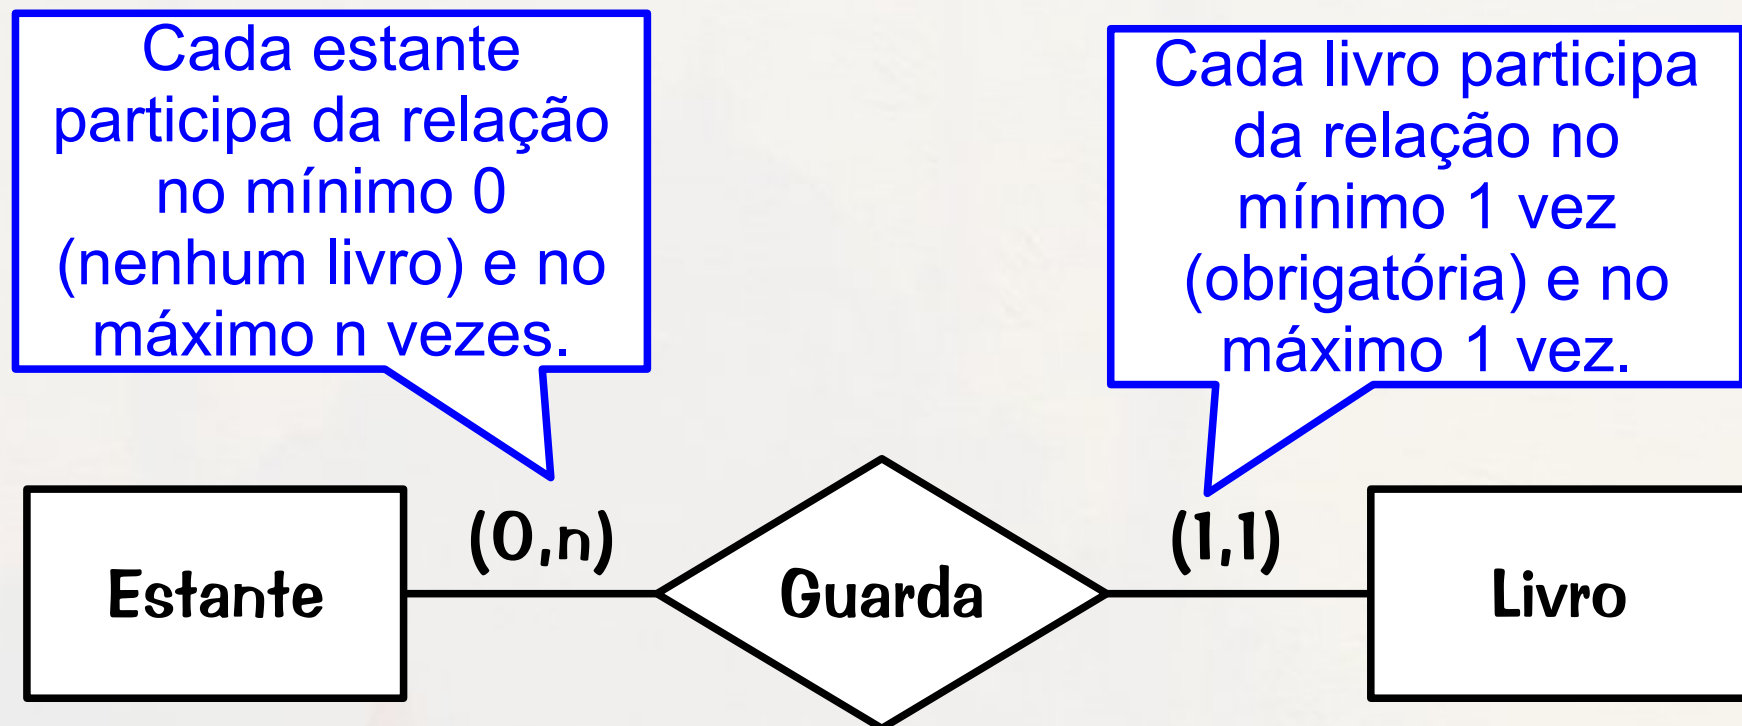 Cada estante
participa da relação
no mínimo 0
(nenhum livro) e no
máximo n vezes.
Cada livro participa
da relação no
mínimo 1 vez
(obrigatória) e no
máximo 1 vez.
(0,n)
(1,1)
Estante
Guarda
Livro